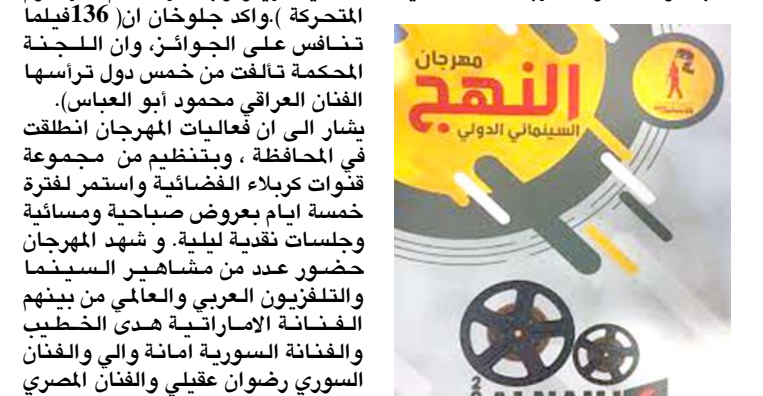 المتحركة ).واكد جلوخان ان( 136فيلما
تنافس على الجوائز، وان اللجنة
المحكمة تألفت من خمس دول ترأسها
الفنان العراقي محمود أبو العباس).
يشار الى ان فعاليات المهرجان انطلقت
في المحافظة ، وبتنظيم من مجموعة
قنوات كربلاء الفضائية واستمر لفترة
خمسة ايام بعروض صباحية ومسائية
وجلسات نقدية ليلية. و شهد المهرجان
حضور عدد من مشاهير السينما
والتلفزيون العربي والعالمي من بينهم
الفنانة الاماراتية هدى الخطيب
والفنانة السورية امانة والي والفنان
السوري رضوان عقيلي والفنان المصري
مهرجان
النهج
السينمائي الدولي